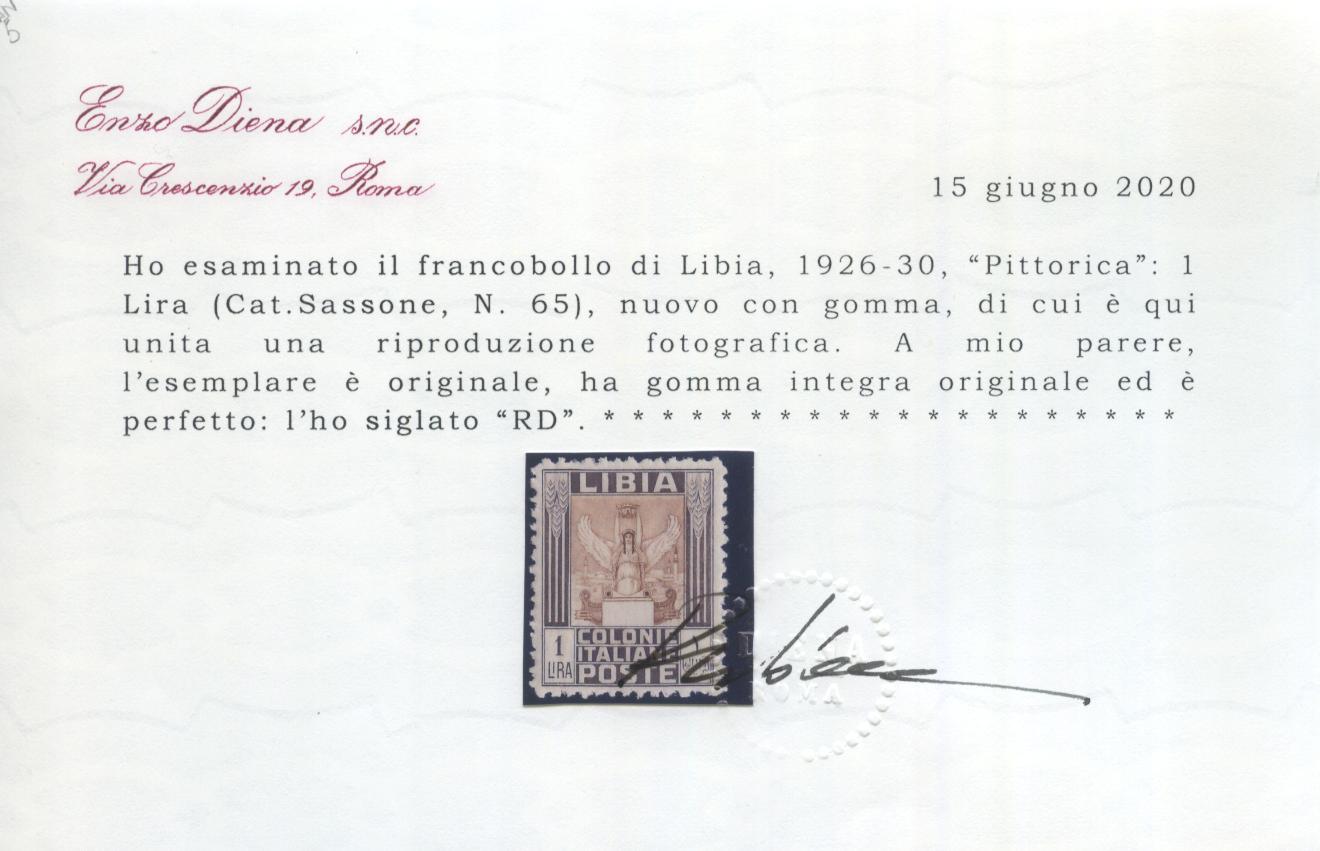 Enzo Diena s.n.c.
Via Crescenzio 19, Roma
15 giugno 2020
Ho esaminato il francobollo di Libia, 1926-30, “Pittorica”: 1
Lira (Cat.Sassone, N. 65), nuovo con gomma, di cui è qui
unita una riproduzione fotografica. A mio parere,
l’esemplare è originale, ha gomma integra originale ed è
perfetto: l’ho siglato “RD”. * * * * * * * * * * * * * * * * * * * *
LIBIA
1 LIRA
COLONIE
ITALIANE
POSTE
DIENA
ROMA